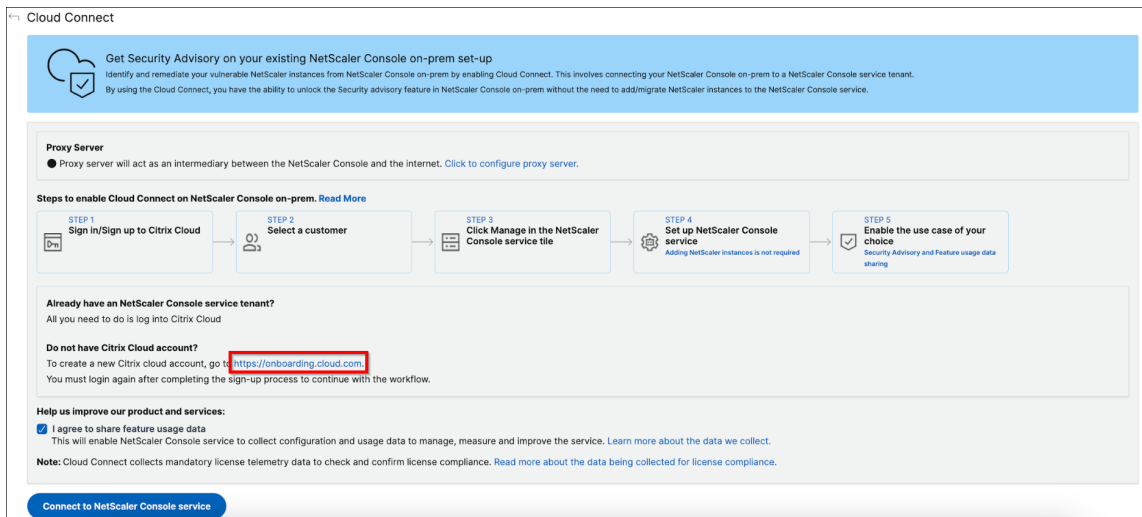 Cloud Connect
Get Security Advisory on your existing NetScaler Console on-prem set-up
Identify and remediate your vulnerable NetScaler instances from NetScaler Console on-prem by enabling Cloud Connect. This involves connecting your NetScaler Console on-prem to a NetScaler Console service tenant.
By using the Cloud Connect, you have the ability to unlock the Security advisory feature in NetScaler Console on-prem without the need to add/migrate NetScaler instances to the NetScaler Console service.
Proxy Server
Proxy server will act as an intermediary between the NetScaler Console and the internet. Click to configure proxy server.
Steps to enable Cloud Connect on NetScaler Console on-prem. Read More
STEP 1
Sign in/Sign up to Citrix Cloud
STEP 2
Select a customer
STEP 3
Click Manage in the NetScaler
Console service tile
STEP 4
Set up NetScaler Console
service
Adding NetScaler instances is not required
STEP 5
Enable the use case of your
choice
Security Advisory and Feature usage data
sharing
Already have an NetScaler Console service tenant?
All you need to do is log into Citrix Cloud
Do not have Citrix Cloud account?
To create a new Citrix cloud account, go to https://onboarding.cloud.com.
You must login again after completing the sign-up process to continue with the workflow.
Help us improve our product and services:
I agree to share feature usage data
This will enable NetScaler Console service to collect configuration and usage data to manage, measure and improve the service. Learn more about the data we collect.
Note: Cloud Connect collects mandatory license telemetry data to check and confirm license compliance. Read more about the data being collected for license compliance.
Connect to NetScaler Console service